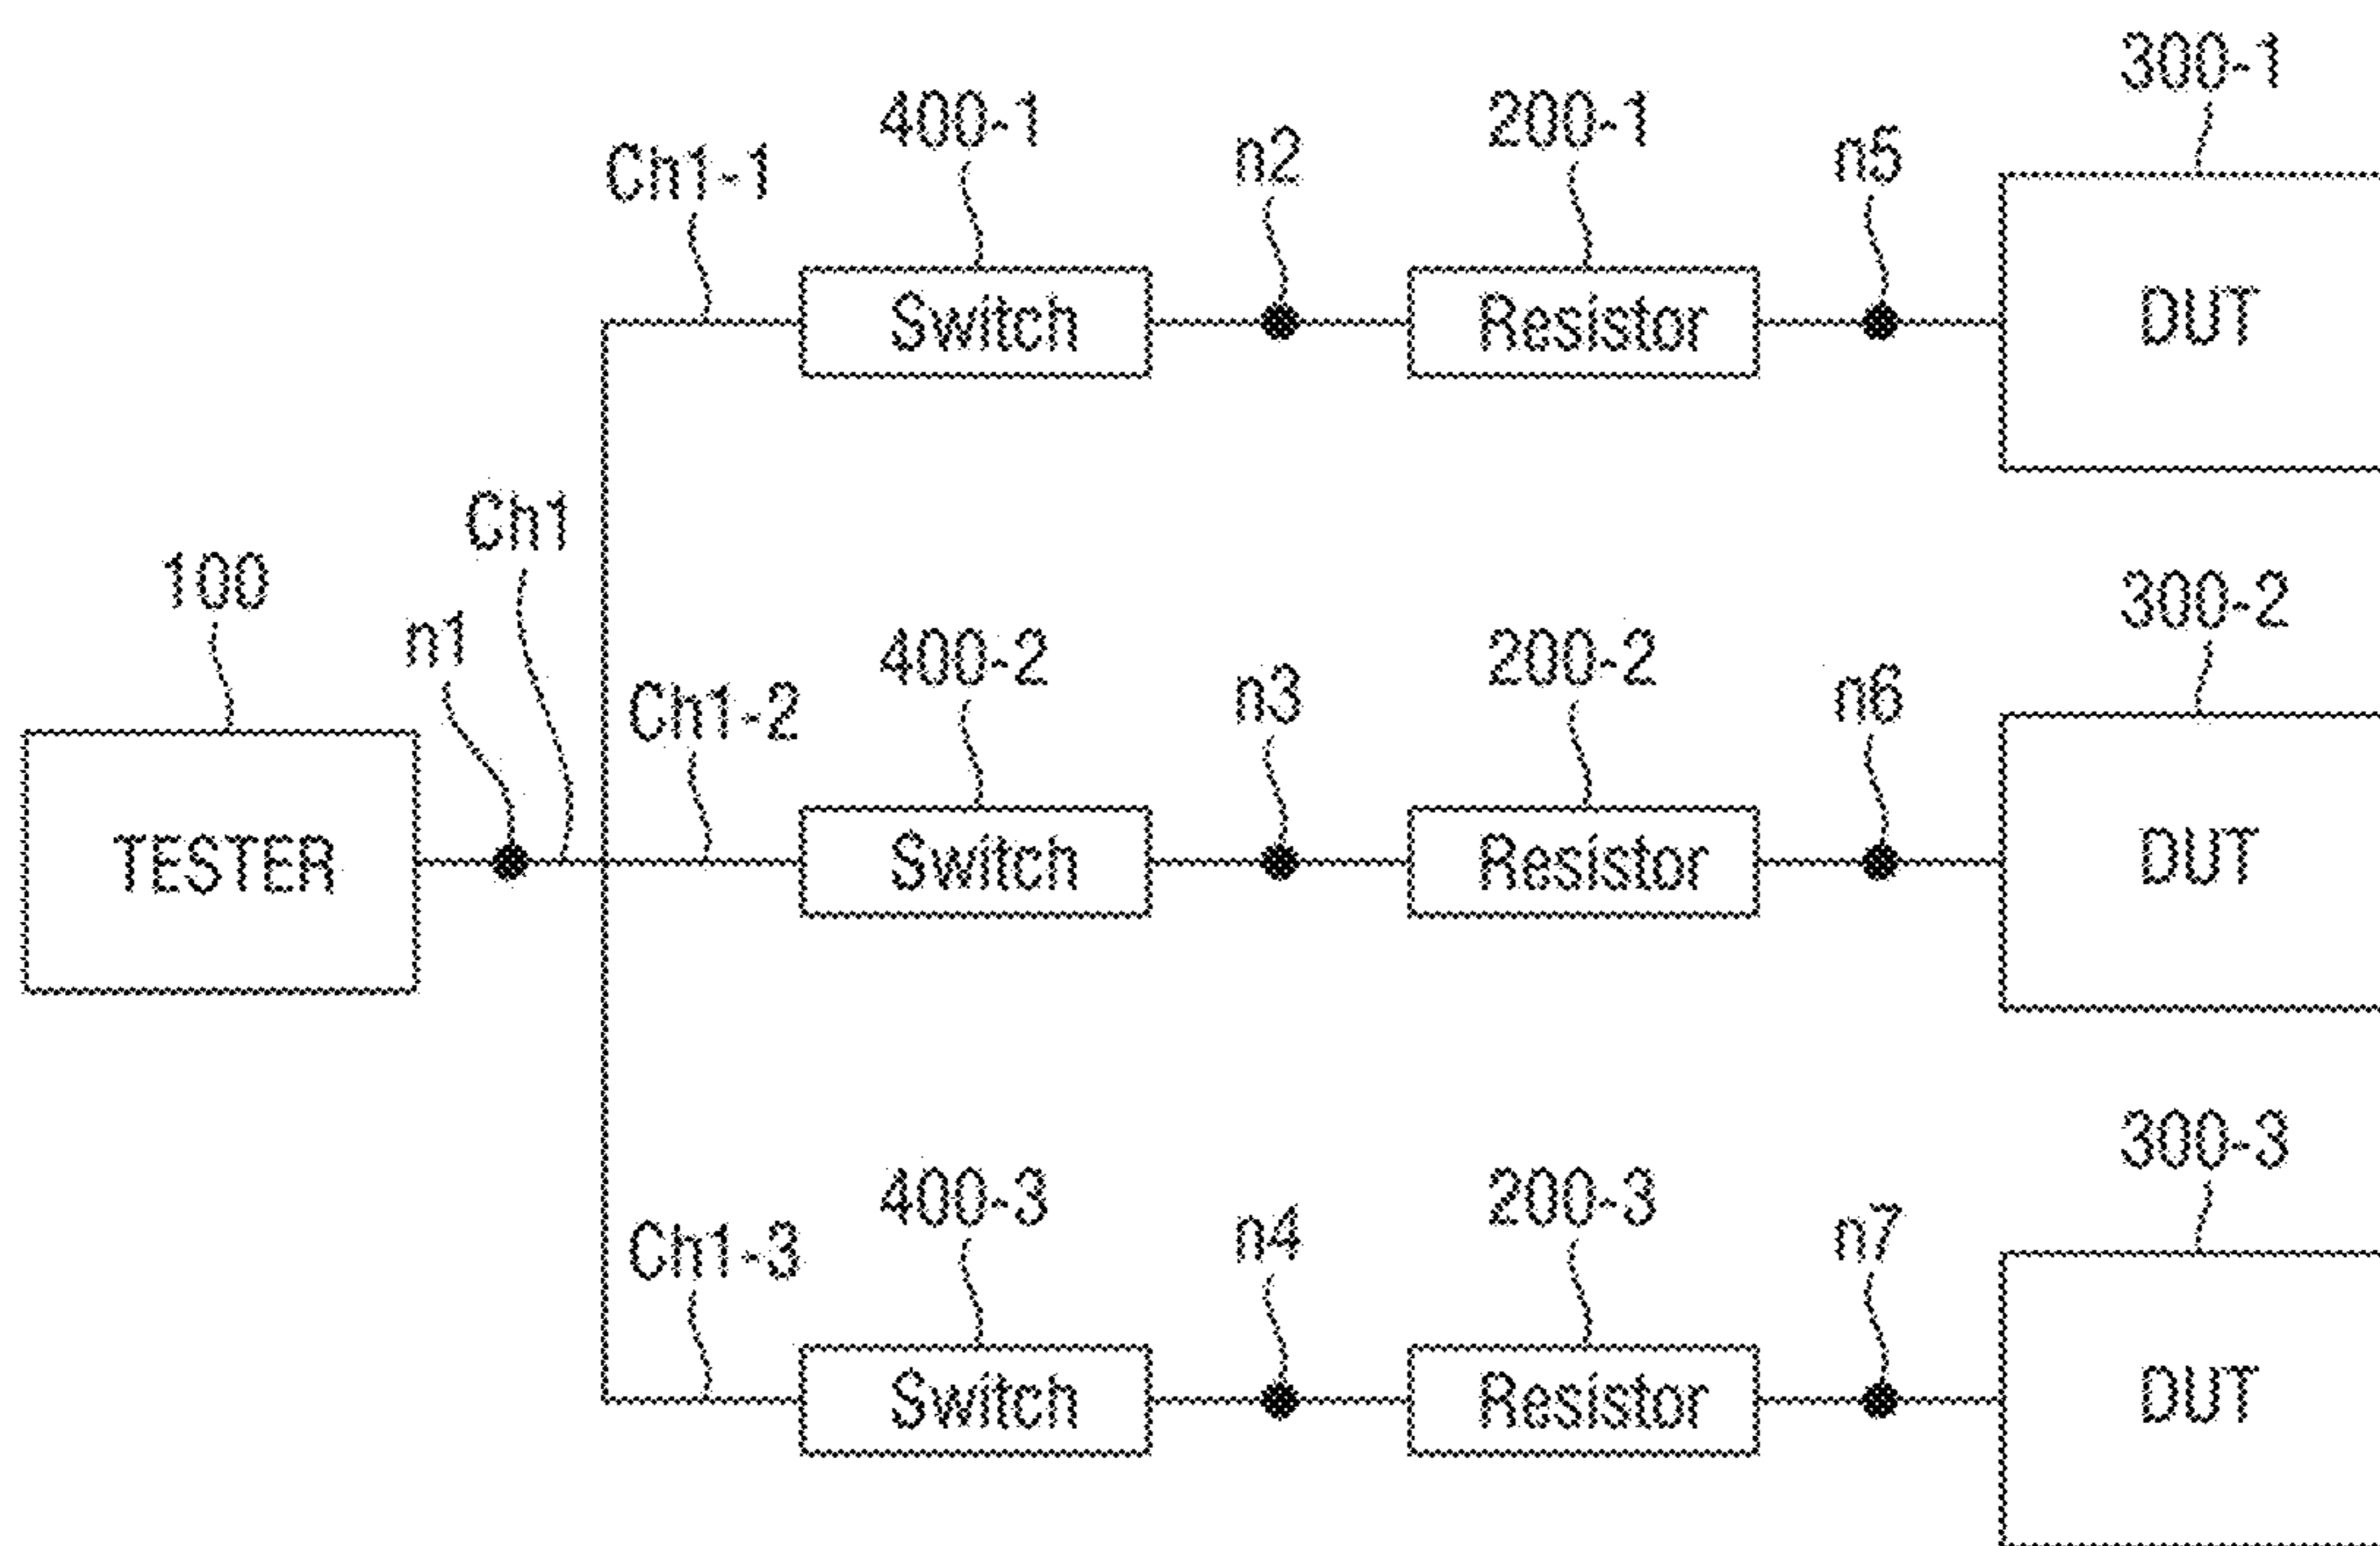 300-1
400-1
200-1
n2
n5
Ch1-1
Switch
Resistor
DUT
Ch1
100
n1
300-2
400-2
200-2
n3
n6
Ch1-2
TESTER
Switch
Resistor
DUT
300-3
400-3
200-3
n4
n7
Ch1-3
Switch
Resistor
DUT